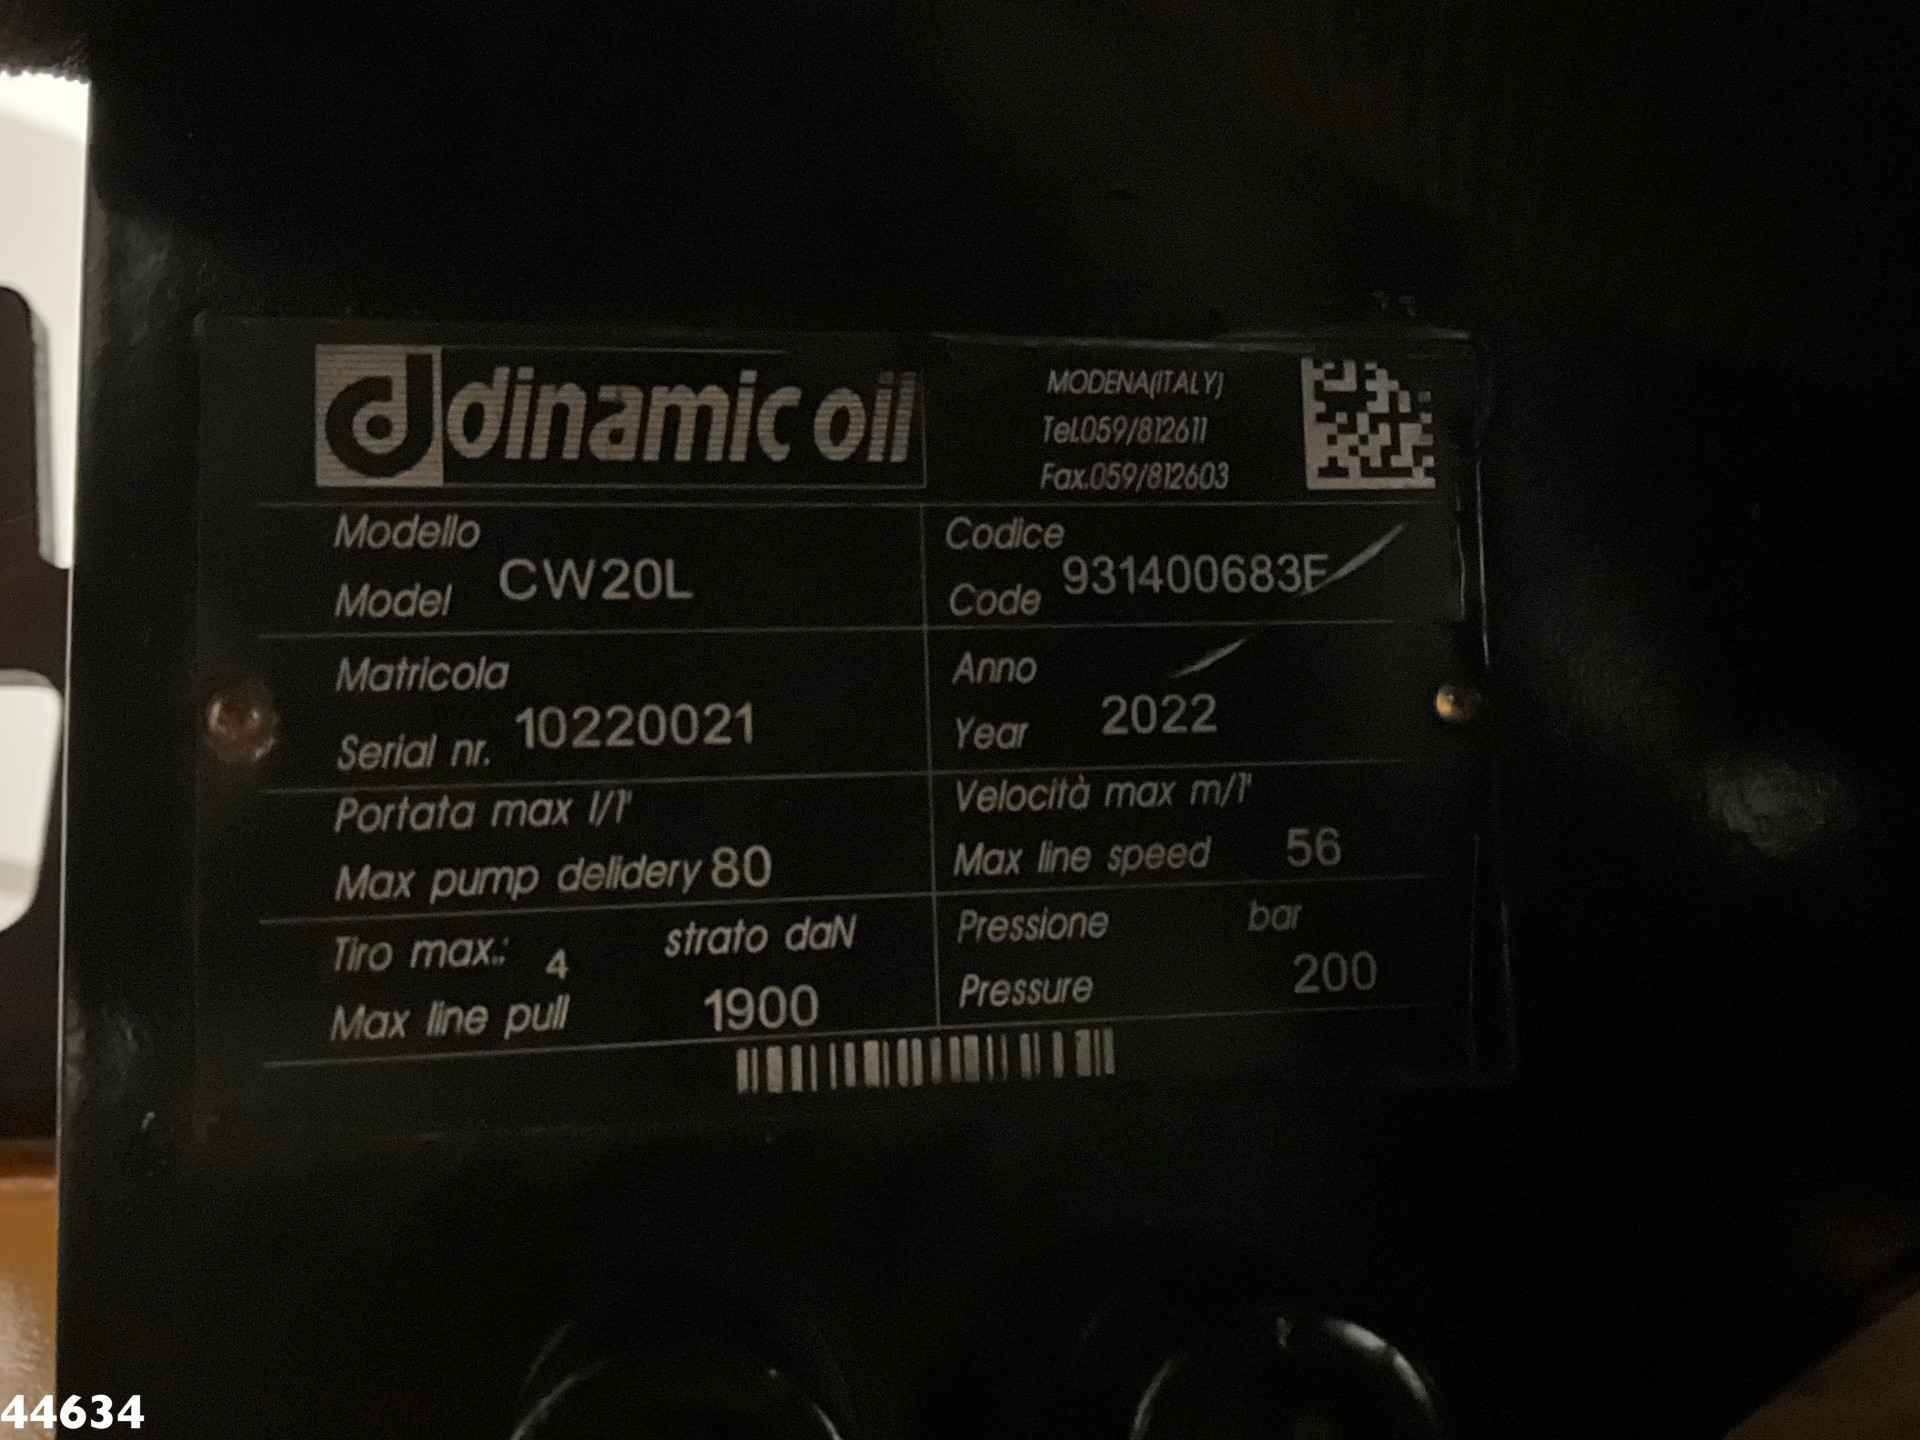 dinamic oil
MODENA(ITALY)
Tel.059/812611
Fax.059/812603
Modello
Model CW20L
Codice
Code 931400683E
Matricola
Serial nr. 10220021
Anno
Year 2022
Portata max l/1'
Max pump delidery 80
Velocità max m/1'
Max line speed 56
Tiro max.: 4 strato daN
Max line pull 1900
Pressione bar
Pressure 200
44634